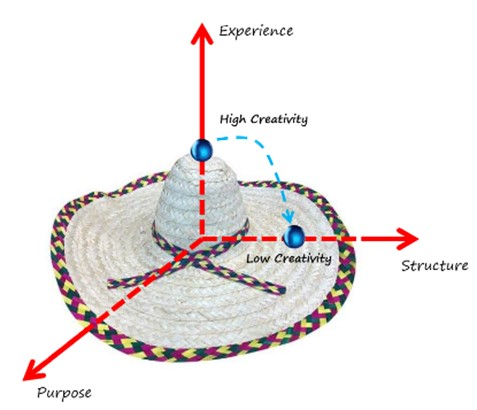 Experience
High Creativity
Low Creativity
Structure
Purpose